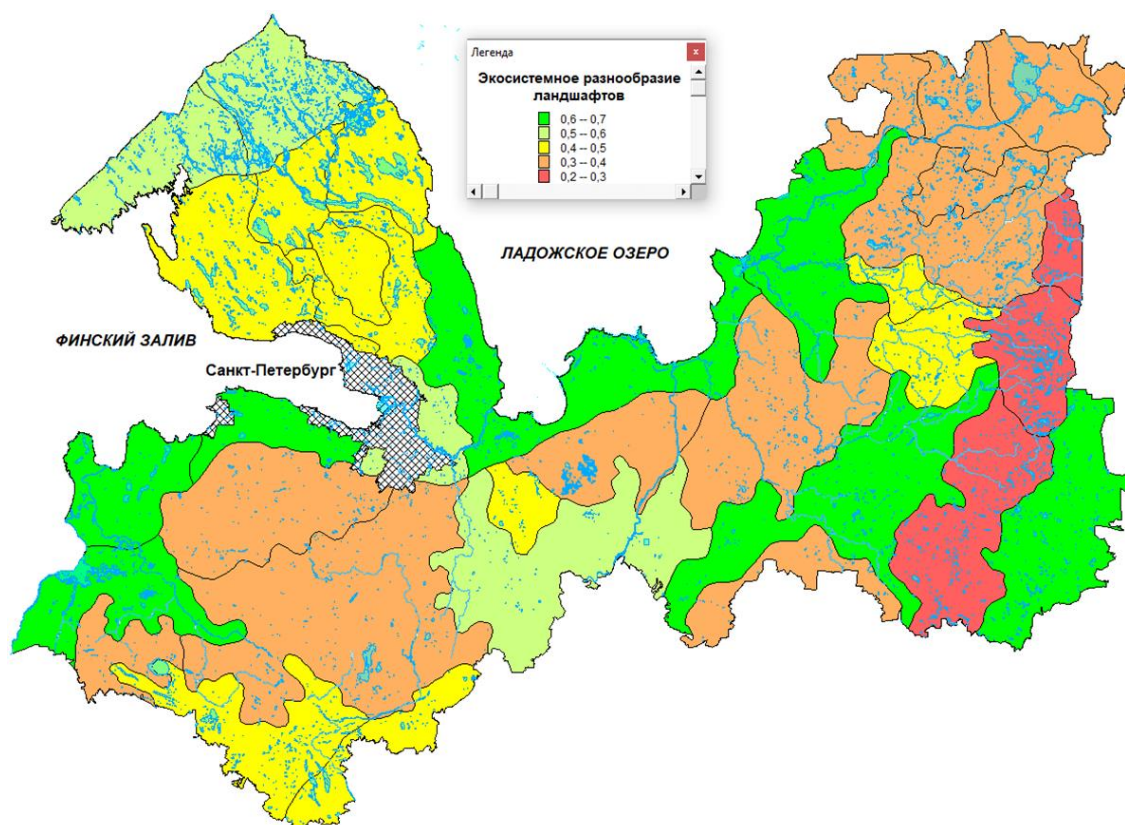 Легенда
x
Экосистемное разнообразие
ландшафтов
0,6 -- 0,7
0,5 -- 0,6
0,4 -- 0,5
0,3 -- 0,4
0,2 -- 0,3
ЛАДОЖСКОЕ ОЗЕРО
ФИНСКИЙ ЗАЛИВ
Санкт-Петербург